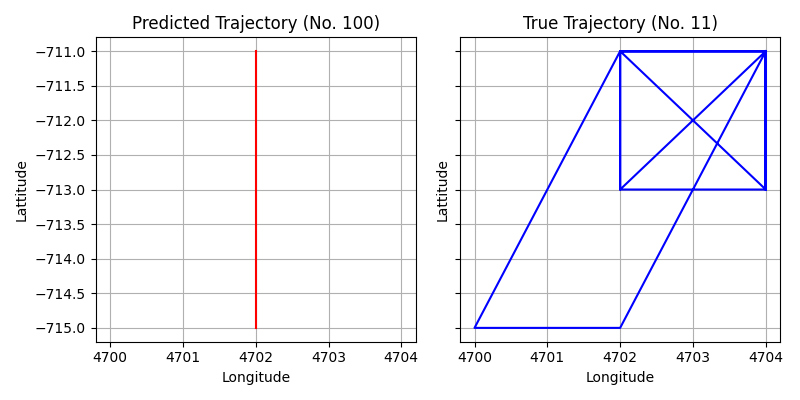 Predicted Trajectory (No. 100)
−711.0
−711.5
−712.0
−712.5
−713.0
−713.5
−714.0
−714.5
−715.0
Lattitude
4700 4701 4702 4703 4704
Longitude
True Trajectory (No. 11)
Lattitude
4700 4701 4702 4703 4704
Longitude